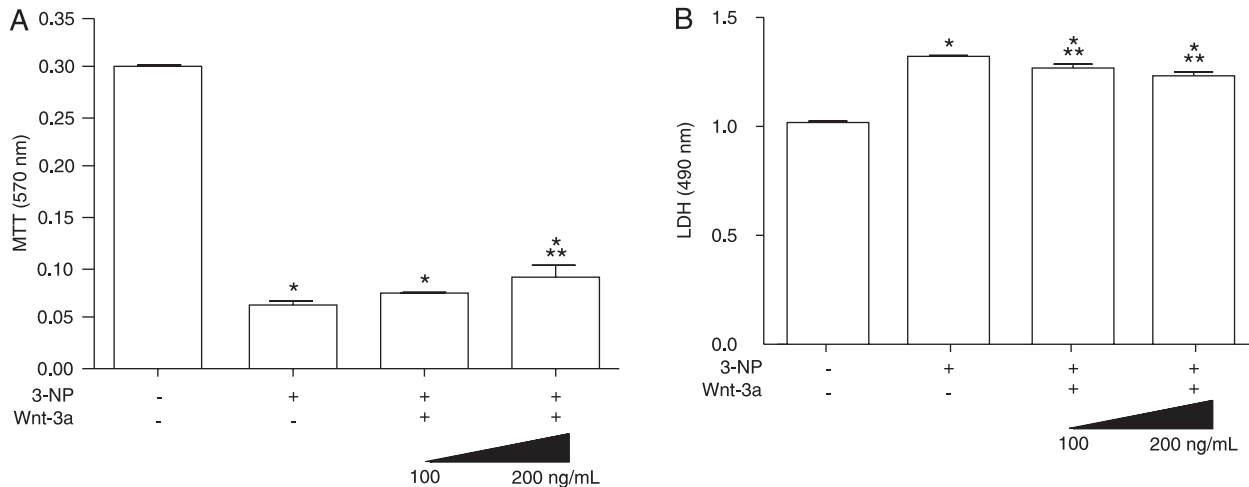 A
MTT (570 nm)
0.35
0.30
0.25
0.20
0.15
0.10
0.05
0.00
*
*
*
**
3-NP - + + +
Wnt-3a - - + +
100 200 ng/mL
B
LDH (490 nm)
1.5
1.0
0.5
0.0
*
*
**
*
**
3-NP - + + +
Wnt-3a - - + +
100 200 ng/mL